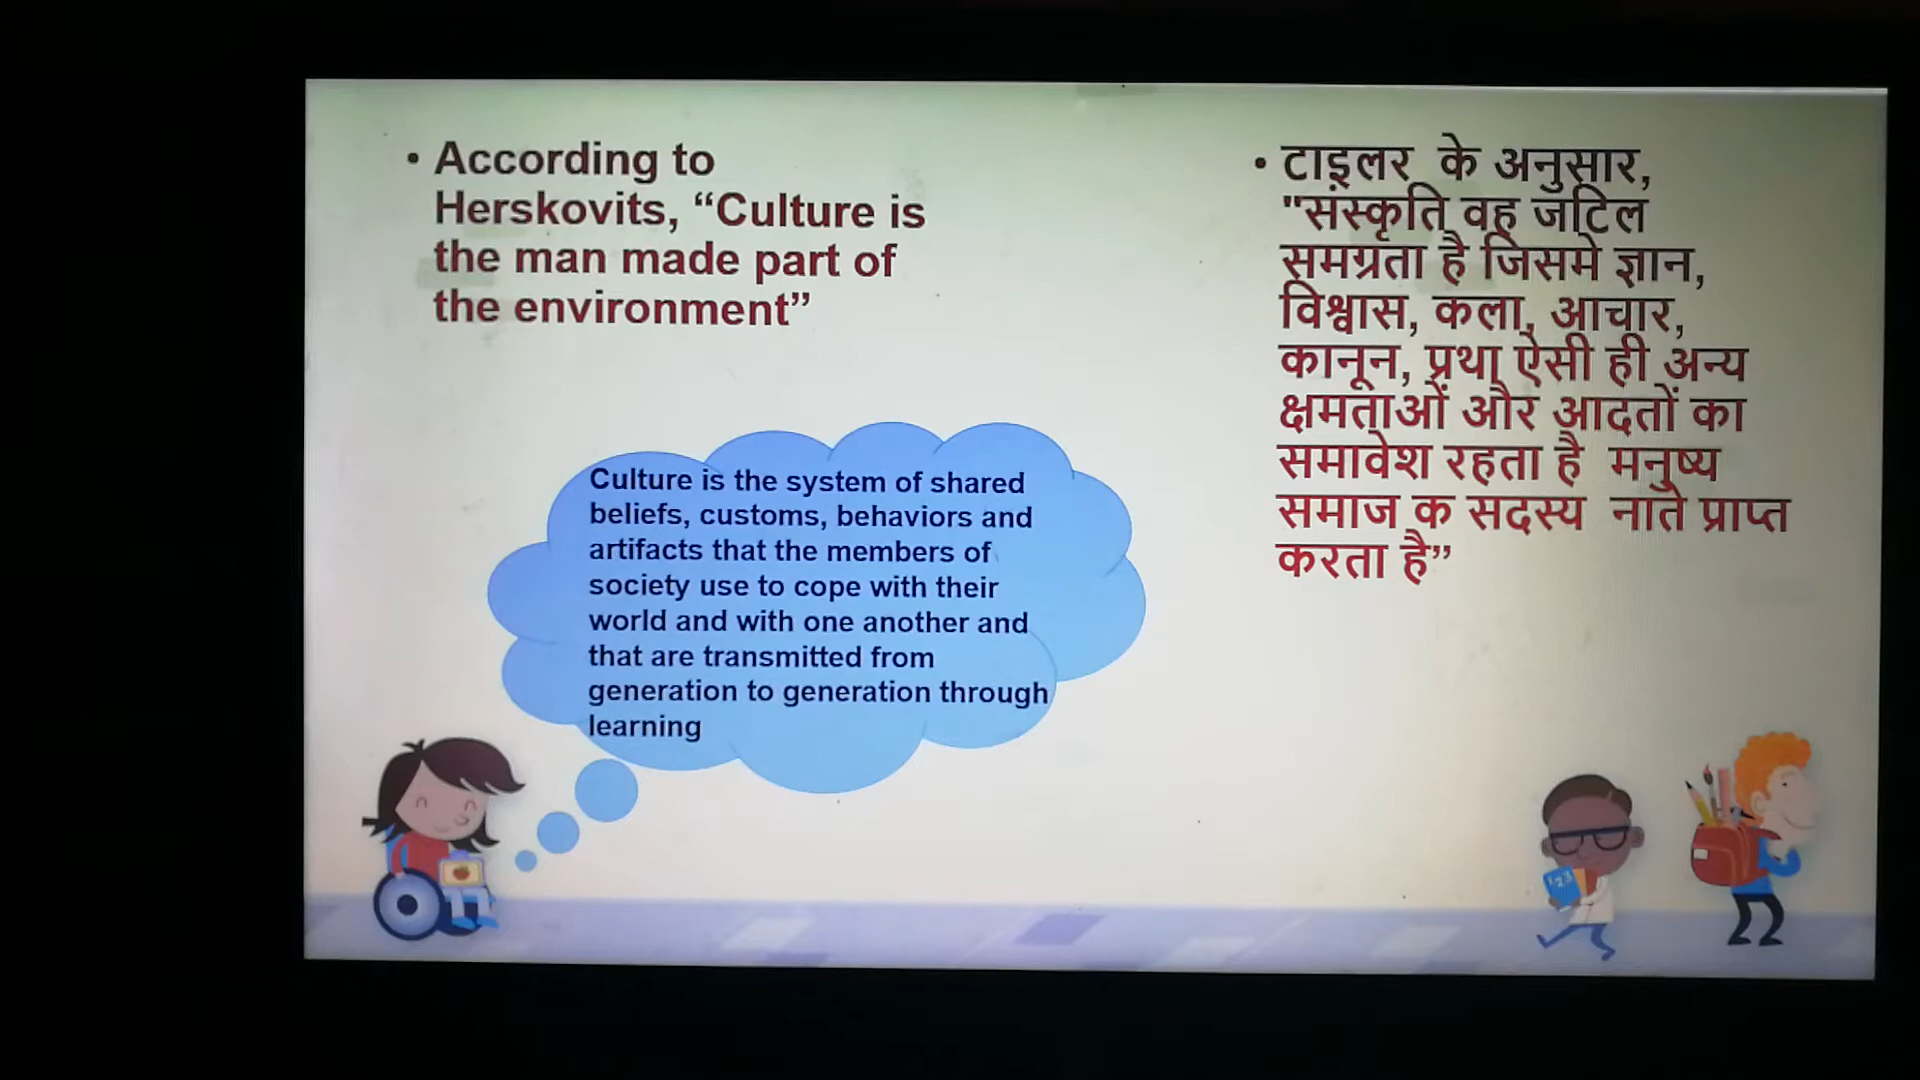 • According to
Herskovits, “Culture is
the man made part of
the environment”
Culture is the system of shared
beliefs, customs, behaviors and
artifacts that the members of
society use to cope with their
world and with one another and
that are transmitted from
generation to generation through
learning
• टाइलर के अनुसार,
"संस्कृति वह जटिल
समग्रता है जिसमे ज्ञान,
विश्वास, कला, आचार,
कानून, प्रथा ऐसी ही अन्य
क्षमताओं और आदतों का
समावेश रहता है मनुष्य
समाज क सदस्य नाते प्राप्त
करता है”
123